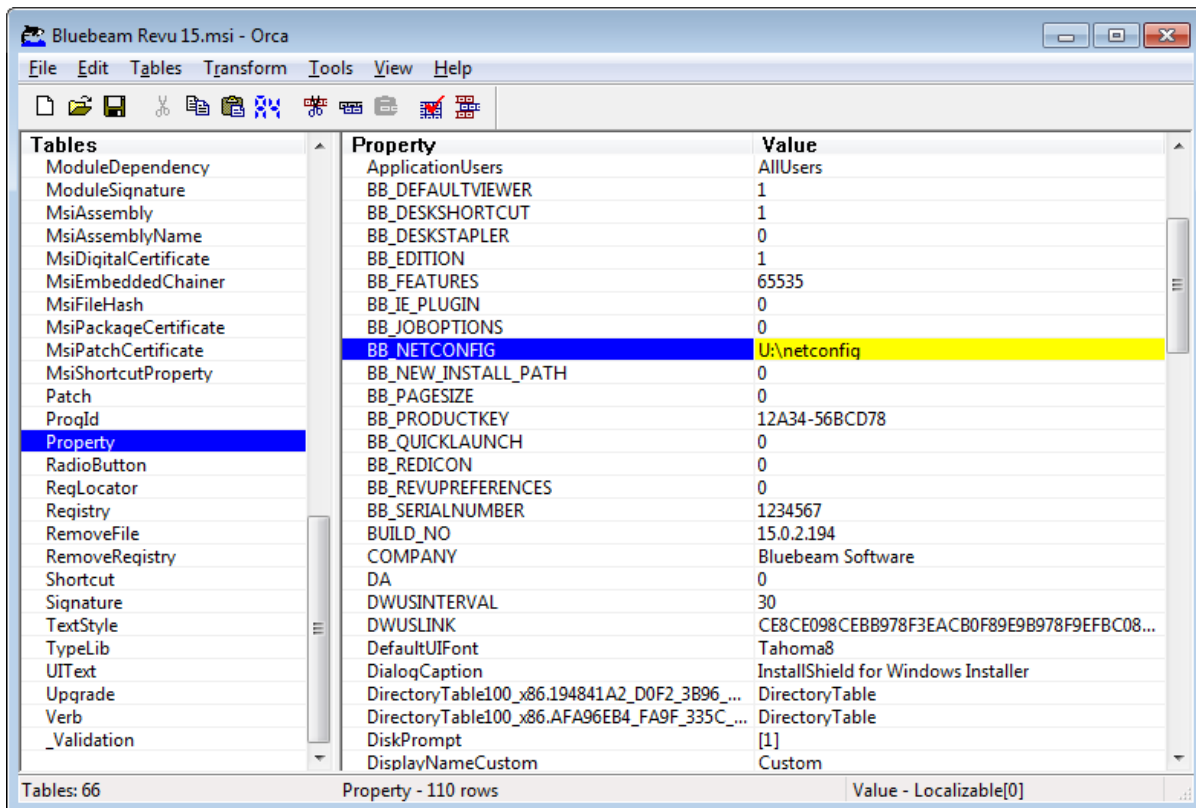 Bluebeam Revu 15.msi - Orca
File Edit Tables Transform Tools View Help
Tables Property Value
ModuleDependency ApplicationUsers AllUsers
ModuleSignature BB_DEFAULTVIEWER 1
MsiAssembly BB_DESKSHORTCUT 1
MsiAssemblyName BB_DESKSTAPLER 0
MsiDigitalCertificate BB_EDITION 1
MsiEmbeddedChainer BB_FEATURES 65535
MsiFileHash BB_IE_PLUGIN 0
MsiPackageCertificate BB_JOBOPTIONS 0
MsiPatchCertificate BB_NETCONFIG U:\netconfig
MsiShortcutProperty BB_NEW_INSTALL_PATH 0
Patch BB_PAGESIZE 0
ProgId BB_PRODUCTKEY 12A34-56BCD78
Property BB_QUICKLAUNCH 0
RadioButton BB_REDICON 0
RegLocator BB_REVUPREFERENCES 0
Registry BB_SERIALNUMBER 1234567
RemoveFile BUILD_NO 15.0.2.194
RemoveRegistry COMPANY Bluebeam Software
Shortcut DA 0
Signature DWUSINTERVAL 30
TextStyle DWUSLINK CE8CE098CEBB978F3EACB0F89E9B978F9EFBC08...
TypeLib DefaultUIFont Tahoma8
UIText DialogCaption InstallShield for Windows Installer
Upgrade DirectoryTable100_x86.194841A2_D0F2_3B96_... DirectoryTable
Verb DirectoryTable100_x86.AFA96EB4_FA9F_335C_... DirectoryTable
_Validation DiskPrompt [1]
DisplayNameCustom Custom
Tables: 66 Property - 110 rows Value - Localizable[0]